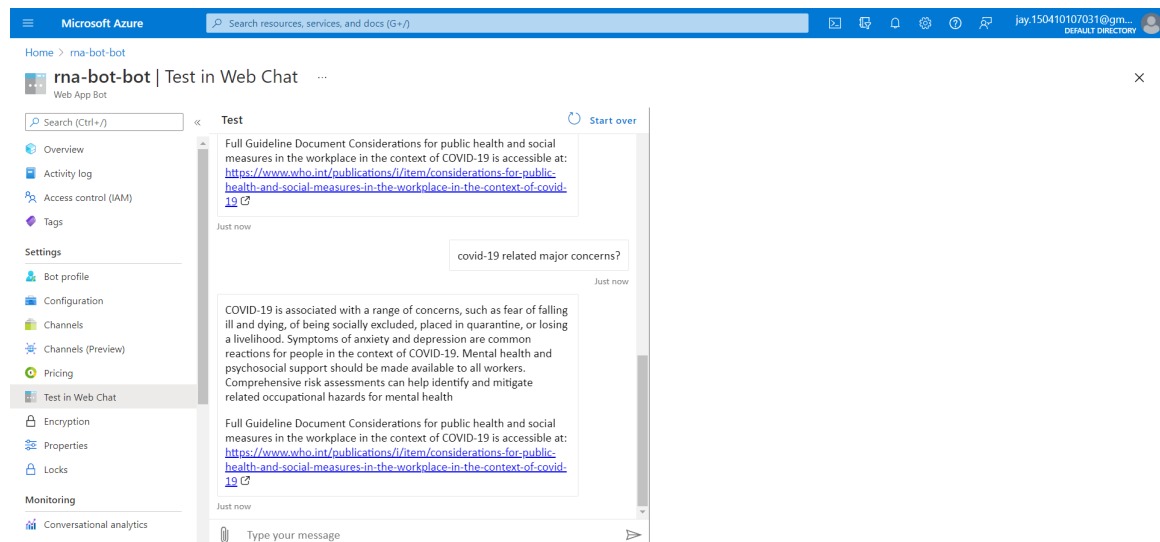 Microsoft Azure
Search resources, services, and docs (G+/)
jay.150410107031@gm...
DEFAULT DIRECTORY
Home > rna-bot-bot
rna-bot-bot | Test in Web Chat ...
Web App Bot
Search (Ctrl+/)
Overview
Activity log
Access control (IAM)
Tags
Settings
Bot profile
Configuration
Channels
Channels (Preview)
Pricing
Test in Web Chat
Encryption
Properties
Locks
Monitoring
Conversational analytics
Test
Start over
Full Guideline Document Considerations for public health and social
measures in the workplace in the context of COVID-19 is accessible at:
https://www.who.int/publications/i/item/considerations-for-public-
health-and-social-measures-in-the-workplace-in-the-context-of-covid-
19
Just now
covid-19 related major concerns?
Just now
COVID-19 is associated with a range of concerns, such as fear of falling
ill and dying, of being socially excluded, placed in quarantine, or losing
a livelihood. Symptoms of anxiety and depression are common
reactions for people in the context of COVID-19. Mental health and
psychosocial support should be made available to all workers.
Comprehensive risk assessments can help identify and mitigate
related occupational hazards for mental health
Full Guideline Document Considerations for public health and social
measures in the workplace in the context of COVID-19 is accessible at:
https://www.who.int/publications/i/item/considerations-for-public-
health-and-social-measures-in-the-workplace-in-the-context-of-covid-
19
Just now
Type your message